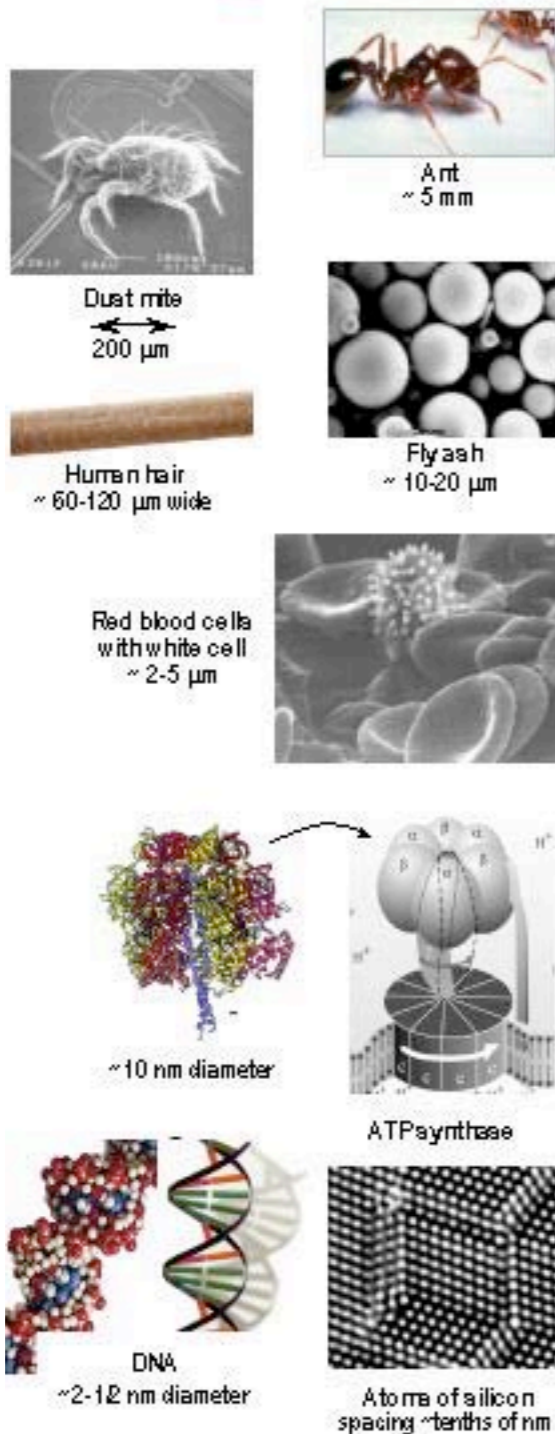 Ant
~ 5 mm
Dust mite
200 μm
Fly ash
~ 10-20 μm
Human hair
~ 60-120 μm wide
Red blood cells
with white cell
~ 2-5 μm
β
α
α
β
β
α
H⁺
~10 nm diameter
ATP synthase
DNA
~2-1/2 nm diameter
Atoms of silicon
spacing ~tenths of nm